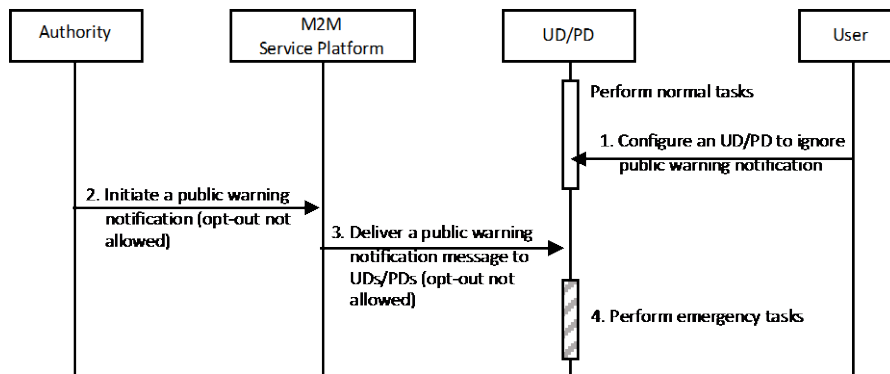 Authority
M2M
Service Platform
UD/PD
User
Perform normal tasks
1. Configure an UD/PD to ignore
public warning notification
2. Initiate a public warning
notification (opt-out not
allowed)
3. Deliver a public warning
notification message to
UDs/PDs (opt-out not
allowed)
4. Perform emergency tasks